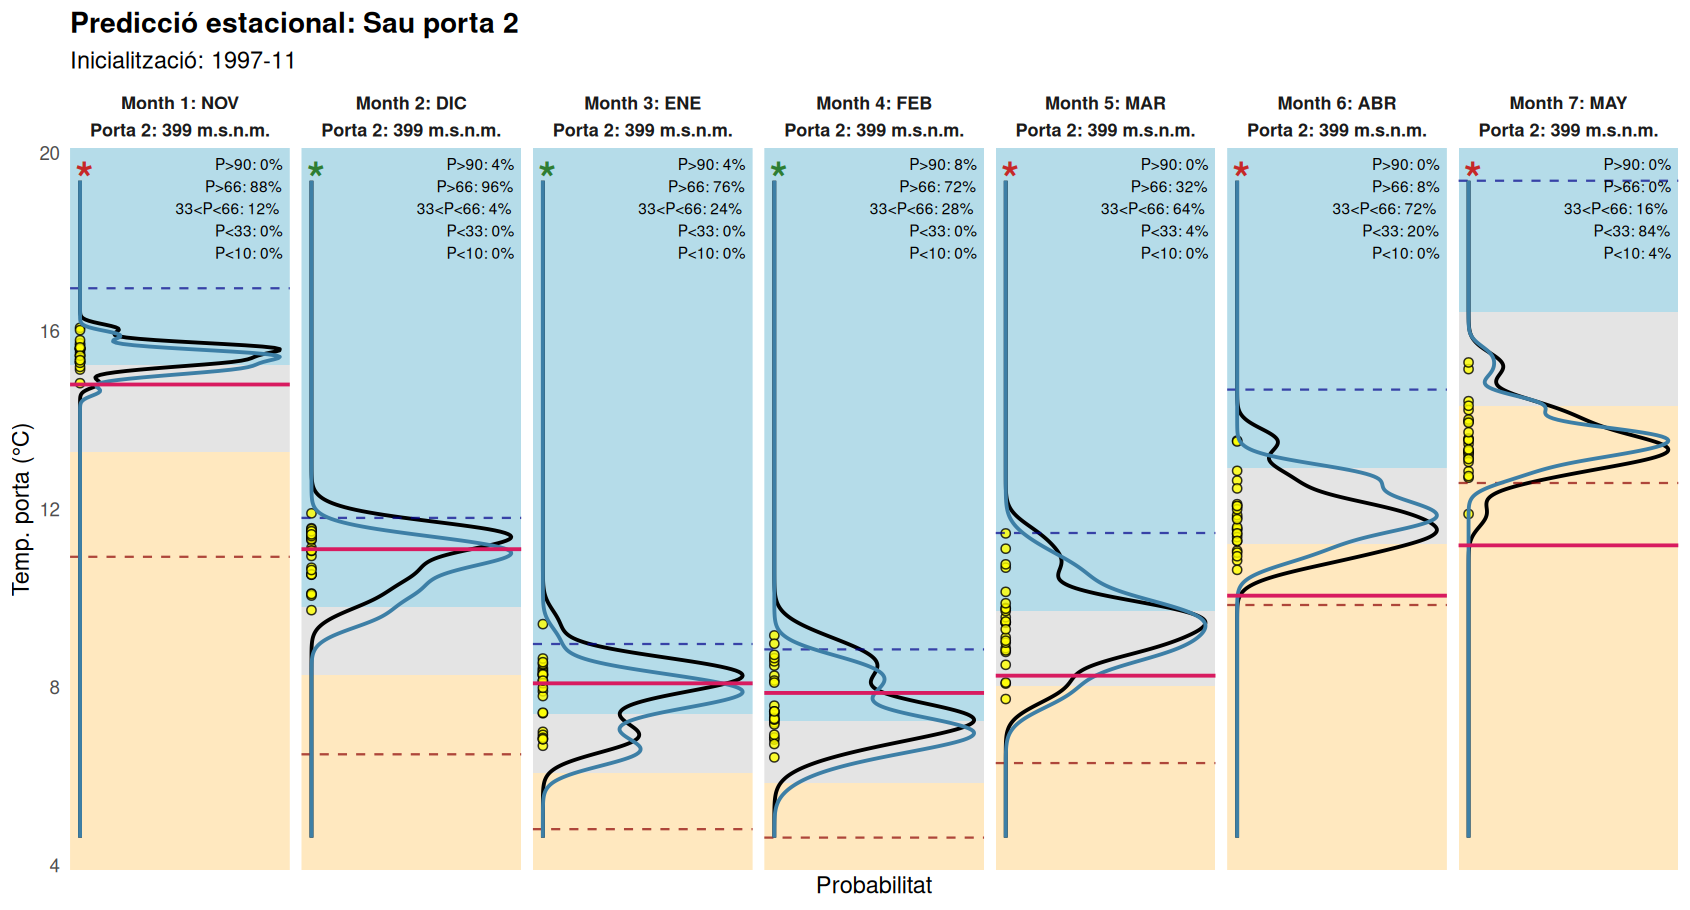 Predicció estacional: Sau porta 2
Inicialització: 1997-11
Month 1: NOV
Porta 2: 399 m.s.n.m.
Month 2: DIC
Porta 2: 399 m.s.n.m.
Month 3: ENE
Porta 2: 399 m.s.n.m.
Month 4: FEB
Porta 2: 399 m.s.n.m.
Month 5: MAR
Porta 2: 399 m.s.n.m.
Month 6: ABR
Porta 2: 399 m.s.n.m.
Month 7: MAY
Porta 2: 399 m.s.n.m.
*
P>90: 0%
P>66: 88%
33<P<66: 12%
P<33: 0%
P<10: 0%
*
P>90: 4%
P>66: 96%
33<P<66: 4%
P<33: 0%
P<10: 0%
*
P>90: 4%
P>66: 76%
33<P<66: 24%
P<33: 0%
P<10: 0%
*
P>90: 8%
P>66: 72%
33<P<66: 28%
P<33: 0%
P<10: 0%
*
P>90: 0%
P>66: 32%
33<P<66: 64%
P<33: 4%
P<10: 0%
*
P>90: 0%
P>66: 8%
33<P<66: 72%
P<33: 20%
P<10: 0%
*
P>90: 0%
P>66: 0%
33<P<66: 16%
P<33: 84%
P<10: 4%
20
16
12
8
4
Temp. porta (°C)
Probabilitat